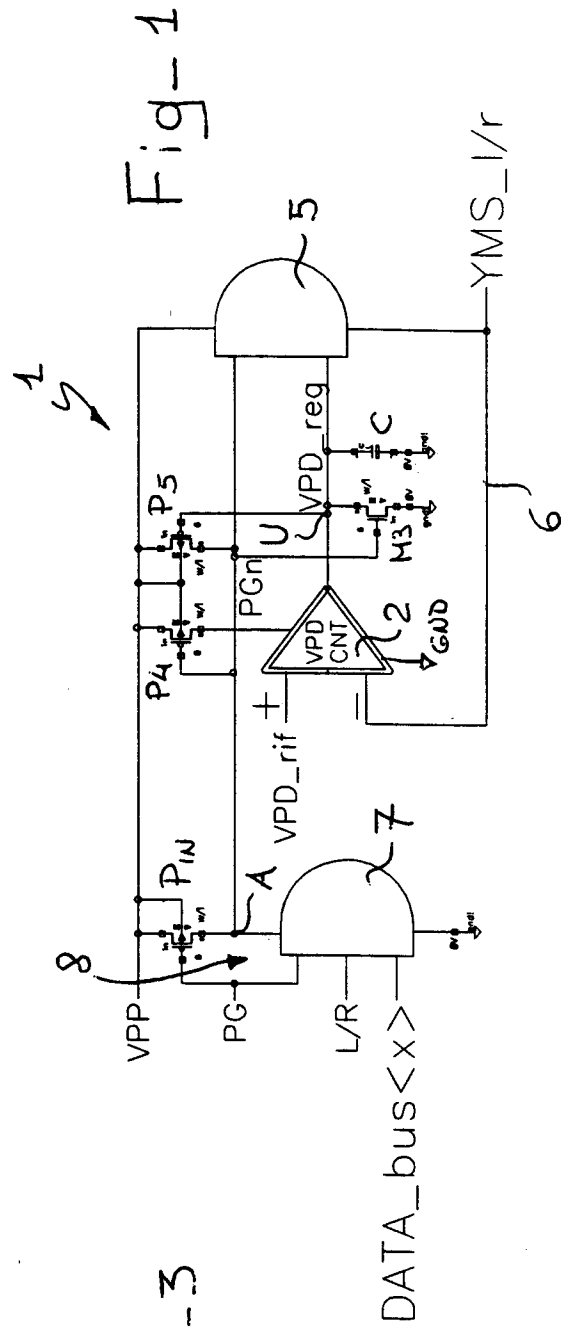 Fig-1
1
VPP
PG
L/R
DATA_bus<x>
8
PIN
A
7
VPD_rif
+
−
VPD
CNT
2
GND
P4
P5
PGn
U
VPD_reg
M3
C
5
6
YMS_l/r
-3